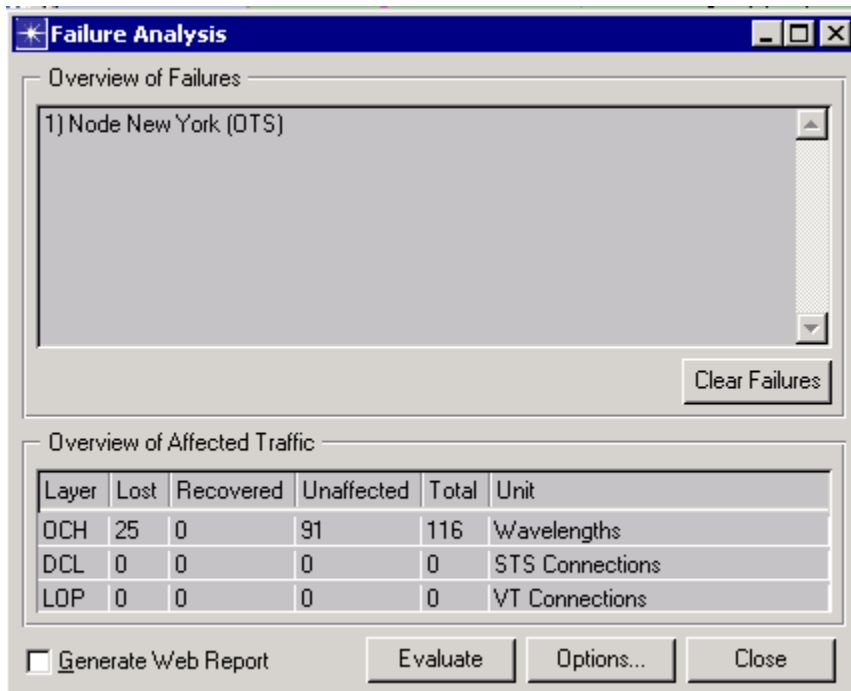 Failure Analysis
Overview of Failures
1) Node New York (OTS)
Clear Failures
Overview of Affected Traffic
Layer Lost Recovered Unaffected Total Unit
OCH 25 0 91 116 Wavelengths
DCL 0 0 0 0 STS Connections
LOP 0 0 0 0 VT Connections
Generate Web Report Evaluate Options... Close